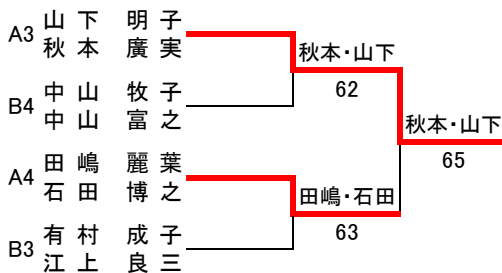 A3 山下 明子
秋本 廣実
秋本・山下
62
B4 中山 牧子
中山 富之
秋本・山下
65
A4 田嶋 麗葉
石田 博之
田嶋・石田
63
B3 有村 成子
江上 良三